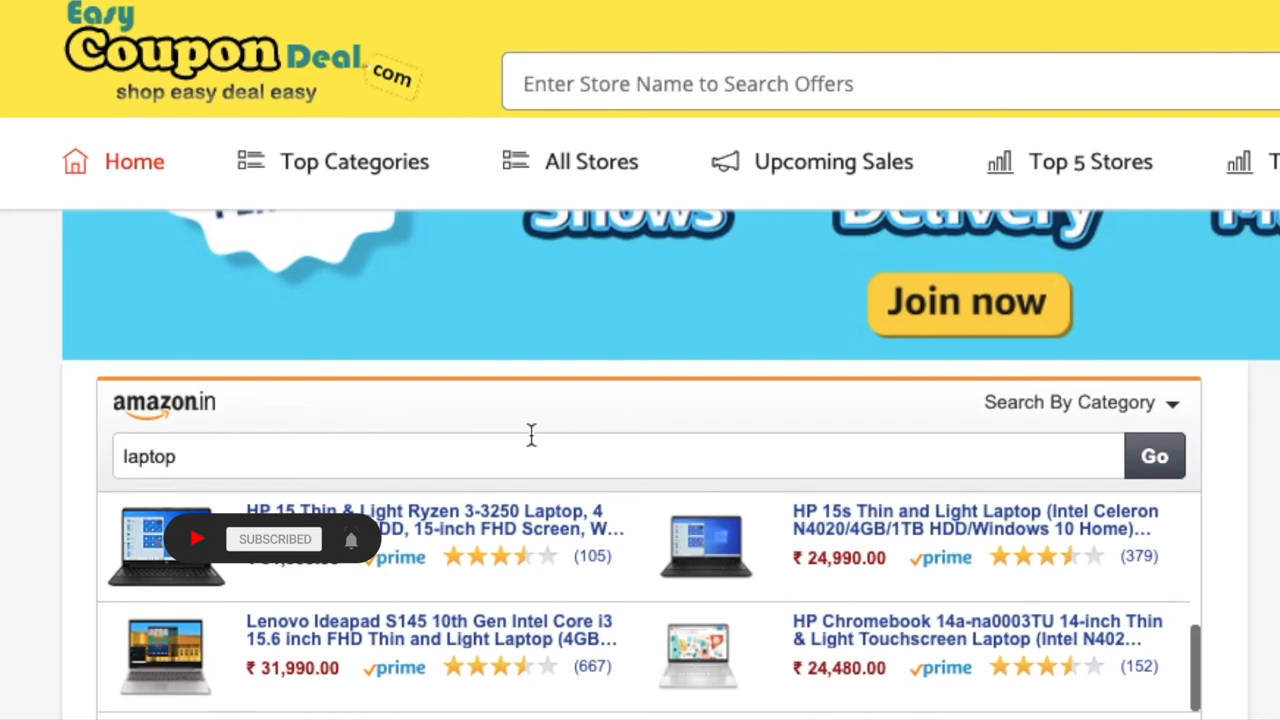 Easy
Coupon Deal.com
shop easy deal easy
Enter Store Name to Search Offers
Home
Top Categories
All Stores
Upcoming Sales
Top 5 Stores
Shows
Delivery
Join now
amazon.in
Search By Category
laptop
Go
HP 15 Thin & Light Ryzen 3-3250 Laptop, 4
DD, 15-inch FHD Screen, W...
prime
(105)
SUBSCRIBED
HP 15s Thin and Light Laptop (Intel Celeron
N4020/4GB/1TB HDD/Windows 10 Home)...
₹ 24,990.00
prime
(379)
Lenovo Ideapad S145 10th Gen Intel Core i3
15.6 inch FHD Thin and Light Laptop (4GB...
₹ 31,990.00
prime
(667)
HP Chromebook 14a-na0003TU 14-inch Thin
& Light Touchscreen Laptop (Intel N402...
₹ 24,480.00
prime
(152)